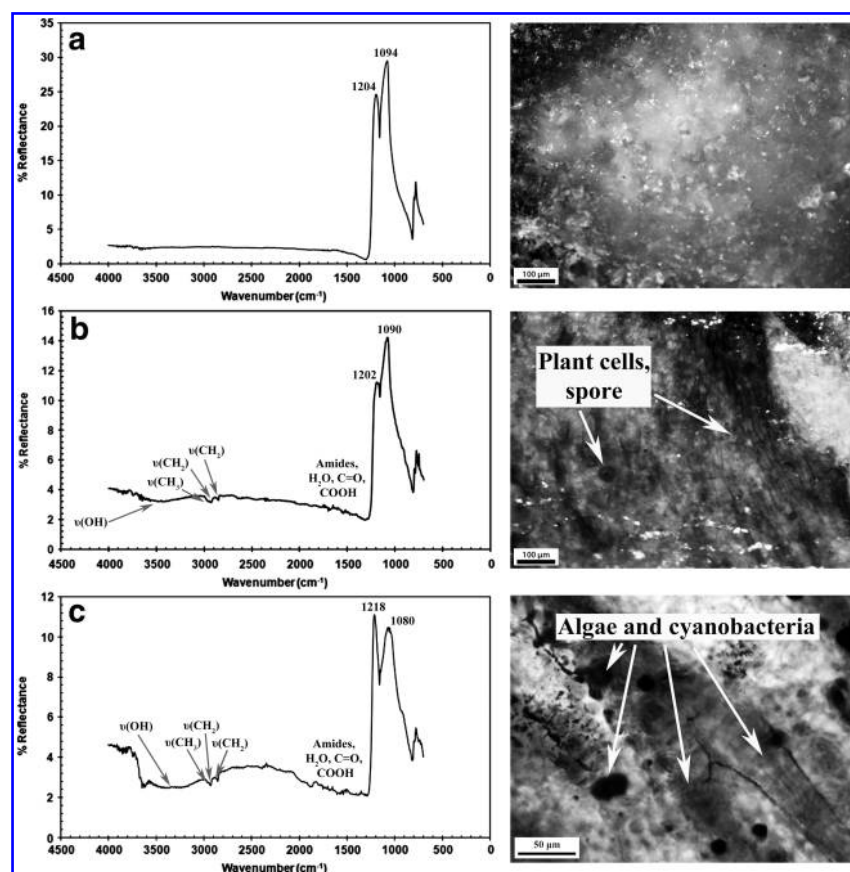 a
35
30
25
20
15
10
5
0
% Reflectance
1204
1094
4500 4000 3500 3000 2500 2000 1500 1000 500 0
Wavenumber (cm-1)
100 µm
b
16
14
12
10
8
6
4
2
0
% Reflectance
1202
1090
υ(CH2)
υ(CH2)
υ(CH3)
υ(OH)
Amides,
H2O, C=O,
COOH
4500 4000 3500 3000 2500 2000 1500 1000 500 0
Wavenumber (cm-1)
Plant cells,
spore
100 µm
c
12
10
8
6
4
2
0
% Reflectance
1218
1080
υ(OH)
υ(CH2)
υ(CH3)
υ(CH2)
Amides,
H2O, C=O,
COOH
4500 4000 3500 3000 2500 2000 1500 1000 500 0
Wavenumber (cm-1)
Algae and cyanobacteria
50 µm